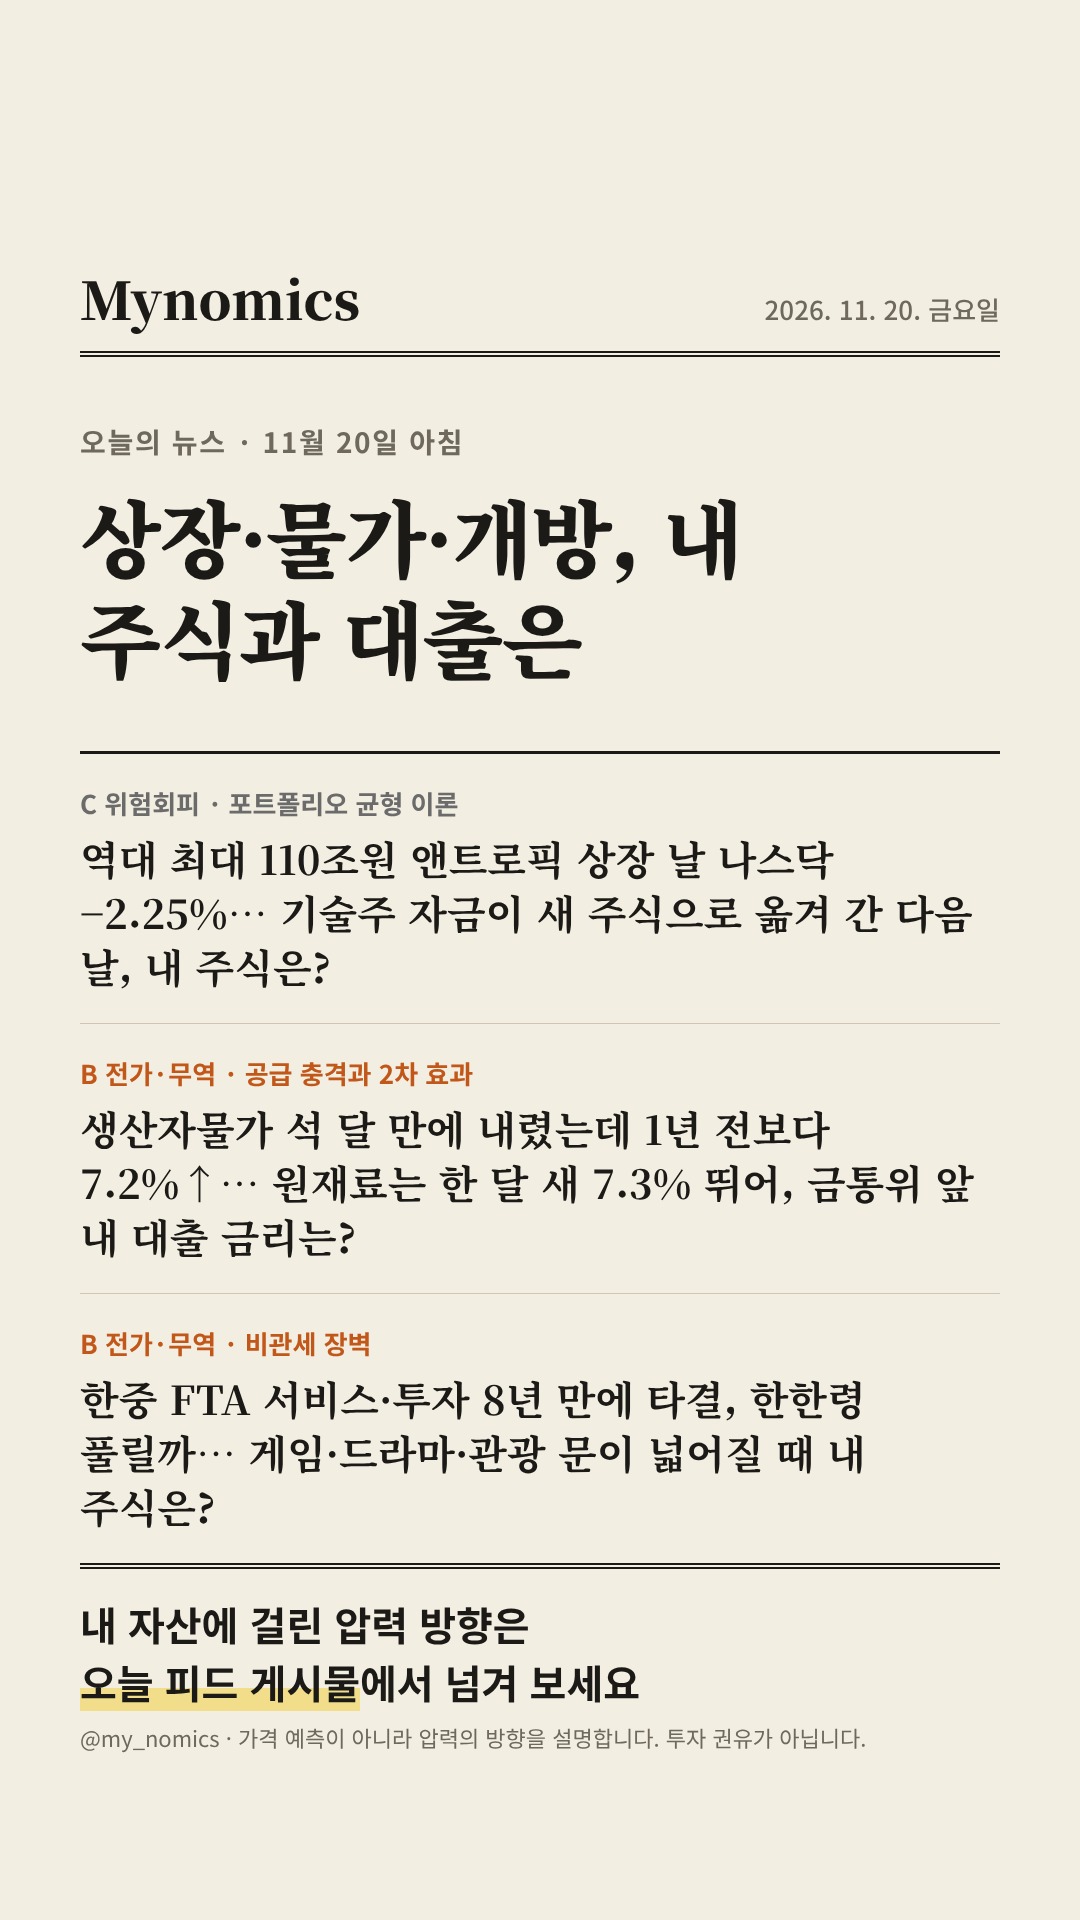 Mynomics
2026. 11. 20. 금요일
오늘의 뉴스 · 11월 20일 아침
상장·물가·개방, 내
주식과 대출은
C 위험회피 · 포트폴리오 균형 이론
역대 최대 110조원 앤트로픽 상장 날 나스닥
−2.25%… 기술주 자금이 새 주식으로 옮겨 간 다음
날, 내 주식은?
B 전가·무역 · 공급 충격과 2차 효과
생산자물가 석 달 만에 내렸는데 1년 전보다
7.2%↑… 원재료는 한 달 새 7.3% 뛰어, 금통위 앞
내 대출 금리는?
B 전가·무역 · 비관세 장벽
한중 FTA 서비스·투자 8년 만에 타결, 한한령
풀릴까… 게임·드라마·관광 문이 넓어질 때 내
주식은?
내 자산에 걸린 압력 방향은
오늘 피드 게시물에서 넘겨 보세요
@my_nomics · 가격 예측이 아니라 압력의 방향을 설명합니다. 투자 권유가 아닙니다.